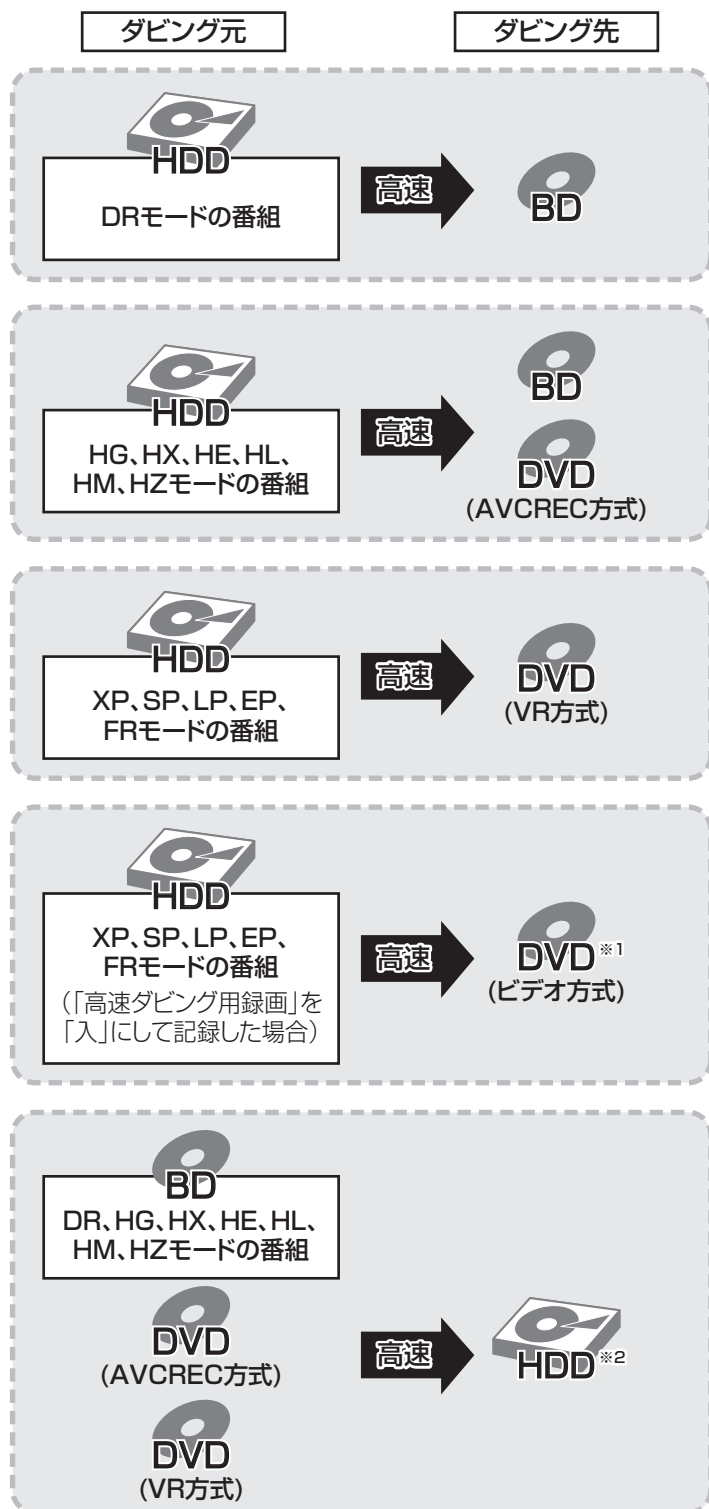 ダビング元
ダビング先
HDD
DRモードの番組
高速
BD
HDD
HG、HX、HE、HL、
HM、HZモードの番組
高速
BD
DVD
(AVCREC方式)
HDD
XP、SP、LP、EP、
FRモードの番組
高速
DVD
(VR方式)
HDD
XP、SP、LP、EP、
FRモードの番組
（「高速ダビング用録画」を
「入」にして記録した場合）
高速
DVD※1
(ビデオ方式)
BD
DR、HG、HX、HE、HL、
HM、HZモードの番組
DVD
(AVCREC方式)
DVD
(VR方式)
高速
HDD※2